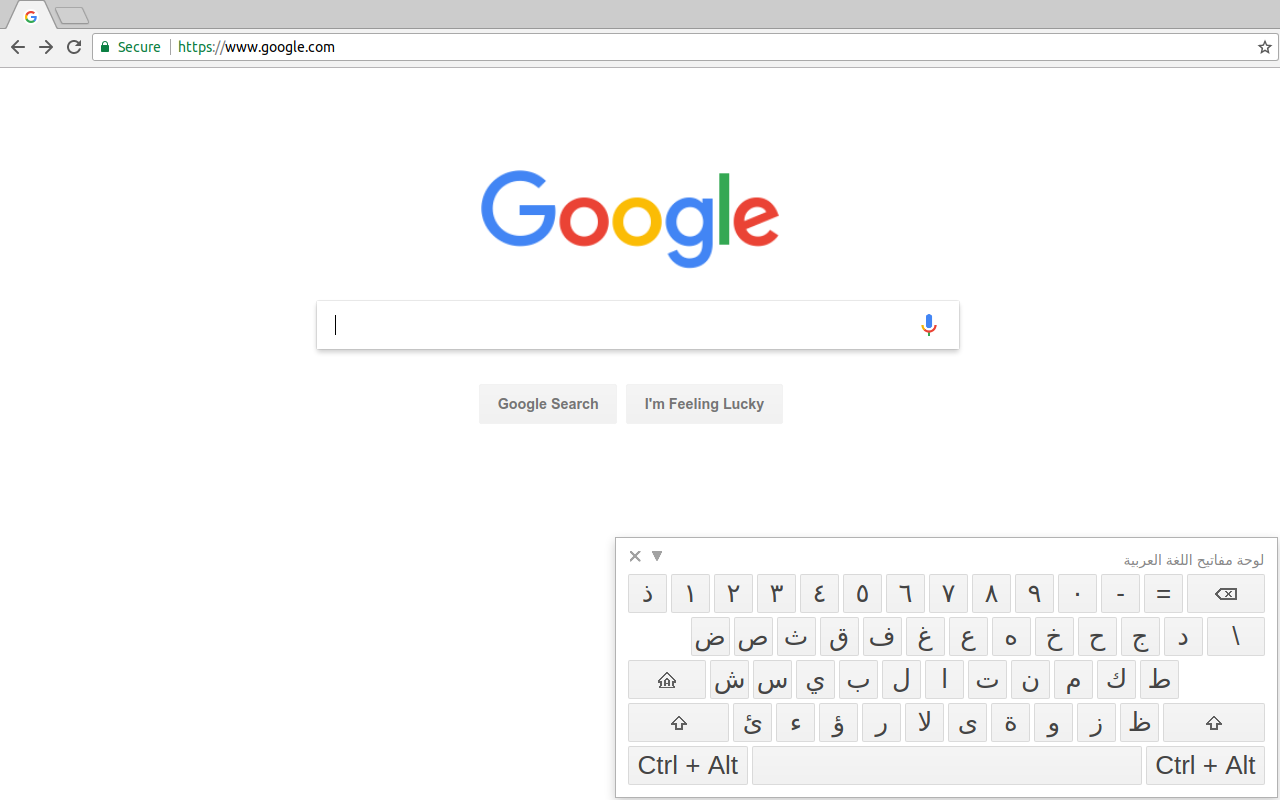 Secure https://www.google.com
Google
Google Search I'm Feeling Lucky
لوحة مفاتيح اللغة العربية
ذ ١ ٢ ٣ ٤ ٥ ٦ ٧ ٨ ٩ ٠ - =
ض ص ث ق ف غ ع ه خ ح ج د \
ش س ي ب ل ا ت ن م ك ط
ئ ء ؤ ر لا ى ة و ز ظ
Ctrl + Alt Ctrl + Alt